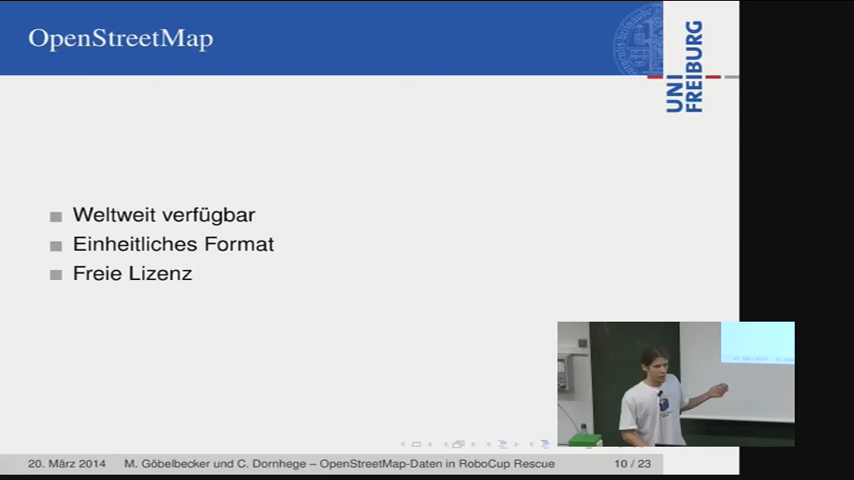 OpenStreetMap
UNI
FREIBURG
Weltweit verfügbar
Einheitliches Format
Freie Lizenz
20. März 2014 M. Göbelbecker und C. Dornhege – OpenStreetMap-Daten in RoboCup Rescue 10 / 23